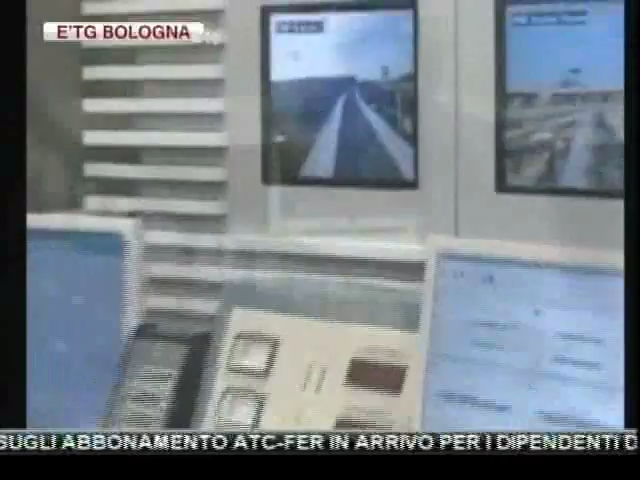 E'TG BOLOGNA
SUGLI ABBONAMENTO ATC-FER IN ARRIVO PER I DIPENDENTI